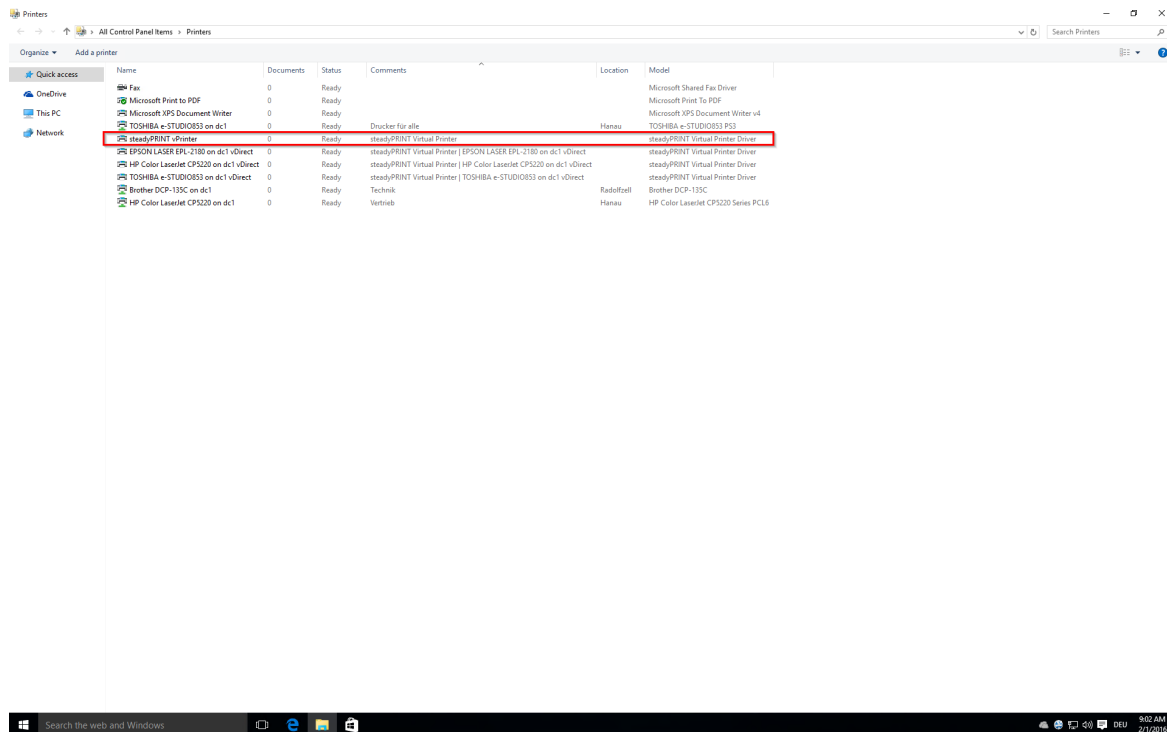 Printers
All Control Panel Items > Printers
Search Printers
Organize
Add a printer
Quick access
OneDrive
This PC
Network
Name Documents Status Comments Location Model
Fax 0 Ready Microsoft Shared Fax Driver
Microsoft Print to PDF 0 Ready Microsoft Print To PDF
Microsoft XPS Document Writer 0 Ready Microsoft XPS Document Writer v4
TOSHIBA e-STUDIO853 on dc1 0 Ready Drucker für alle Hanau TOSHIBA e-STUDIO853 PS3
steadyPRINT vPrinter 0 Ready steadyPRINT Virtual Printer steadyPRINT Virtual Printer Driver
EPSON LASER EPL-2180 on dc1 vDirect 0 Ready steadyPRINT Virtual Printer | EPSON LASER EPL-2180 on dc1 vDirect steadyPRINT Virtual Printer Driver
HP Color LaserJet CP5220 on dc1 vDirect 0 Ready steadyPRINT Virtual Printer | HP Color LaserJet CP5220 on dc1 vDirect steadyPRINT Virtual Printer Driver
TOSHIBA e-STUDIO853 on dc1 vDirect 0 Ready steadyPRINT Virtual Printer | TOSHIBA e-STUDIO853 on dc1 vDirect steadyPRINT Virtual Printer Driver
Brother DCP-135C on dc1 0 Ready Technik Radolfzell Brother DCP-135C
HP Color LaserJet CP5220 on dc1 0 Ready Vertrieb Hanau HP Color LaserJet CP5220 Series PCL6
Search the web and Windows
DEU
9:02 AM
2/1/2016